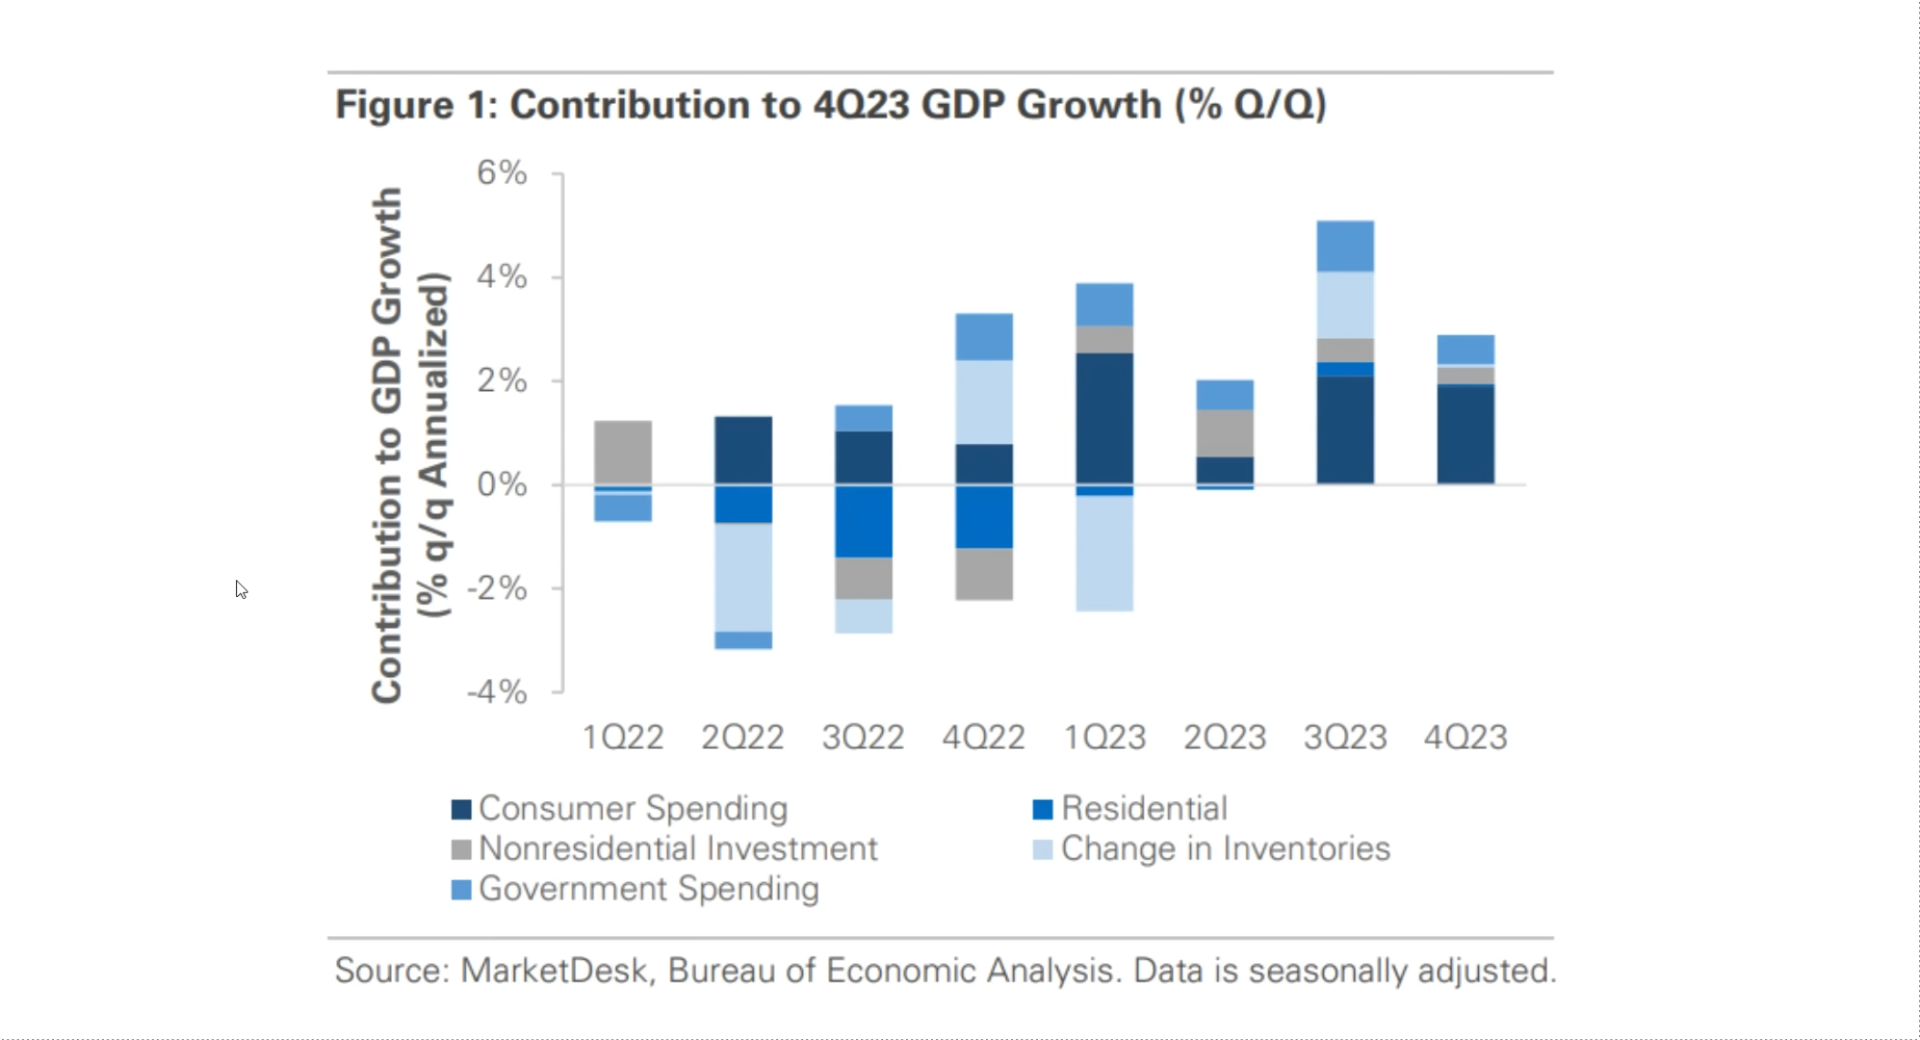 Figure 1: Contribution to 4Q23 GDP Growth (% Q/Q)
Contribution to GDP Growth
(% q/q Annualized)
6%
4%
2%
0%
-2%
-4%
1Q22 2Q22 3Q22 4Q22 1Q23 2Q23 3Q23 4Q23
Consumer Spending Residential
Nonresidential Investment Change in Inventories
Government Spending
Source: MarketDesk, Bureau of Economic Analysis. Data is seasonally adjusted.